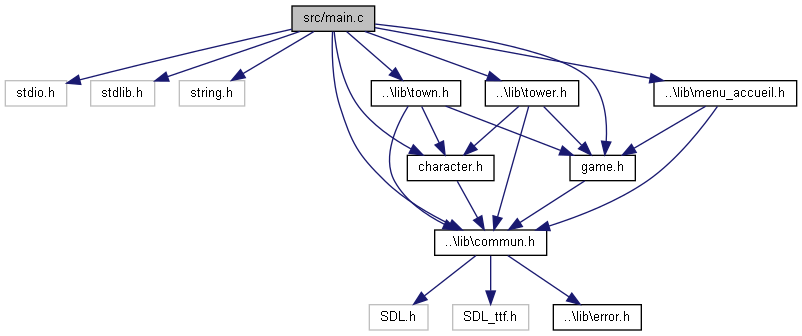 src/main.c
stdio.h
stdlib.h
string.h
..\lib\town.h
..\lib\tower.h
..\lib\menu_accueil.h
character.h
game.h
..\lib\commun.h
SDL.h
SDL_ttf.h
..\lib\error.h